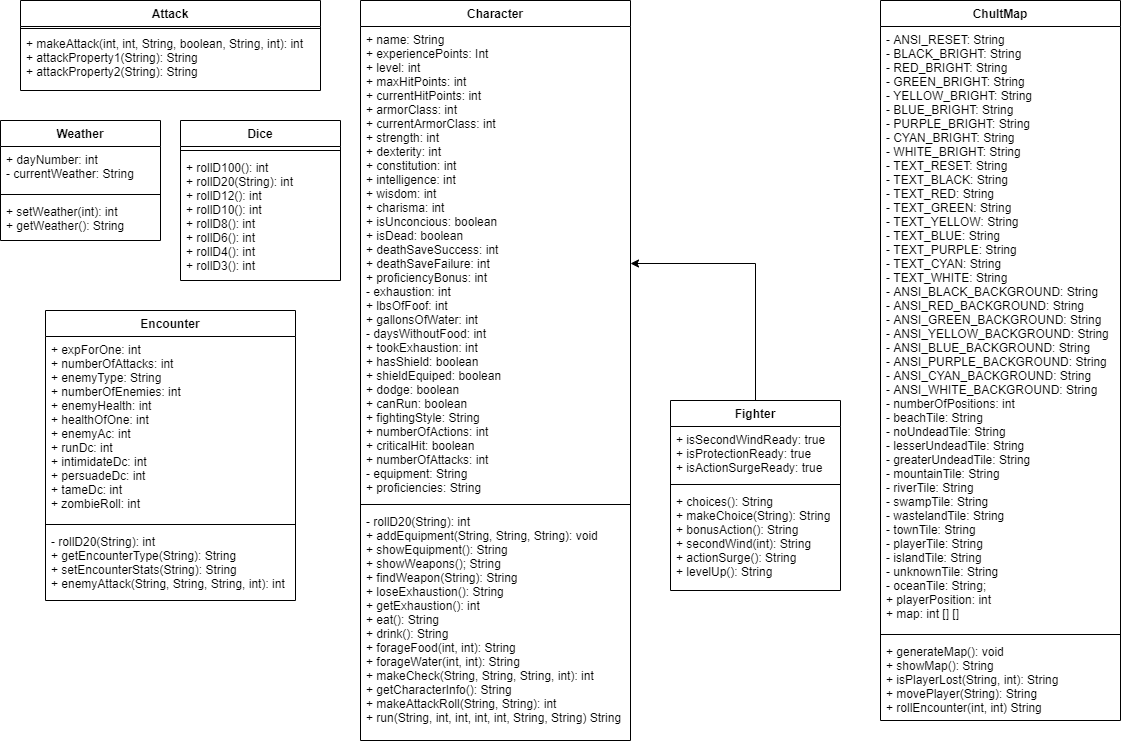 Attack
+ makeAttack(int, int, String, boolean, String, int): int
+ attackProperty1(String): String
+ attackProperty2(String): String
Weather
+ dayNumber: int
- currentWeather: String
+ setWeather(int): int
+ getWeather(): String
Dice
+ rollD100(): int
+ rollD20(String): int
+ rollD12(): int
+ rollD10(): int
+ rollD8(): int
+ rollD6(): int
+ rollD4(): int
+ rollD3(): int
Encounter
+ expForOne: int
+ numberOfAttacks: int
+ enemyType: String
+ numberOfEnemies: int
+ enemyHealth: int
+ healthOfOne: int
+ enemyAc: int
+ runDc: int
+ intimidateDc: int
+ persuadeDc: int
+ tameDc: int
+ zombieRoll: int
- rollD20(String): int
+ getEncounterType(String): String
+ setEncounterStats(String): String
+ enemyAttack(String, String, String, int): int
Character
+ name: String
+ experiencePoints: Int
+ level: int
+ maxHitPoints: int
+ currentHitPoints: int
+ armorClass: int
+ currentArmorClass: int
+ strength: int
+ dexterity: int
+ constitution: int
+ intelligence: int
+ wisdom: int
+ charisma: int
+ isUnconcious: boolean
+ isDead: boolean
+ deathSaveSuccess: int
+ deathSaveFailure: int
+ proficiencyBonus: int
- exhaustion: int
+ lbsOfFoof: int
+ gallonsOfWater: int
- daysWithoutFood: int
+ tookExhaustion: int
+ hasShield: boolean
+ shieldEquiped: boolean
+ dodge: boolean
+ canRun: boolean
+ fightingStyle: String
+ numberOfActions: int
+ criticalHit: boolean
+ numberOfAttacks: int
- equipment: String
+ proficiencies: String
- rollD20(String): int
+ addEquipment(String, String, String): void
+ showEquipment(): String
+ showWeapons(); String
+ findWeapon(String): String
+ loseExhaustion(): String
+ getExhaustion(): int
+ eat(): String
+ drink(): String
+ forageFood(int, int): String
+ forageWater(int, int): String
+ makeCheck(String, String, String, int): int
+ getCharacterInfo(): String
+ makeAttackRoll(String, String): int
+ run(String, int, int, int, int, String, String) String
Fighter
+ isSecondWindReady: true
+ isProtectionReady: true
+ isActionSurgeReady: true
+ choices(): String
+ makeChoice(String): String
+ bonusAction(): String
+ secondWind(int): String
+ actionSurge(): String
+ levelUp(): String
ChultMap
- ANSI_RESET: String
- BLACK_BRIGHT: String
- RED_BRIGHT: String
- GREEN_BRIGHT: String
- YELLOW_BRIGHT: String
- BLUE_BRIGHT: String
- PURPLE_BRIGHT: String
- CYAN_BRIGHT: String
- WHITE_BRIGHT: String
- TEXT_RESET: String
- TEXT_BLACK: String
- TEXT_RED: String
- TEXT_GREEN: String
- TEXT_YELLOW: String
- TEXT_BLUE: String
- TEXT_PURPLE: String
- TEXT_CYAN: String
- TEXT_WHITE: String
- ANSI_BLACK_BACKGROUND: String
- ANSI_RED_BACKGROUND: String
- ANSI_GREEN_BACKGROUND: String
- ANSI_YELLOW_BACKGROUND: String
- ANSI_BLUE_BACKGROUND: String
- ANSI_PURPLE_BACKGROUND: String
- ANSI_CYAN_BACKGROUND: String
- ANSI_WHITE_BACKGROUND: String
- numberOfPositions: int
- beachTile: String
- noUndeadTile: String
- lesserUndeadTile: String
- greaterUndeadTile: String
- mountainTile: String
- riverTile: String
- swampTile: String
- wastelandTile: String
- townTile: String
- playerTile: String
- islandTile: String
- unknownTile: String
- oceanTile: String;
+ playerPosition: int
+ map: int [] []
+ generateMap(): void
+ showMap(): String
+ isPlayerLost(String, int): String
+ movePlayer(String): String
+ rollEncounter(int, int) String